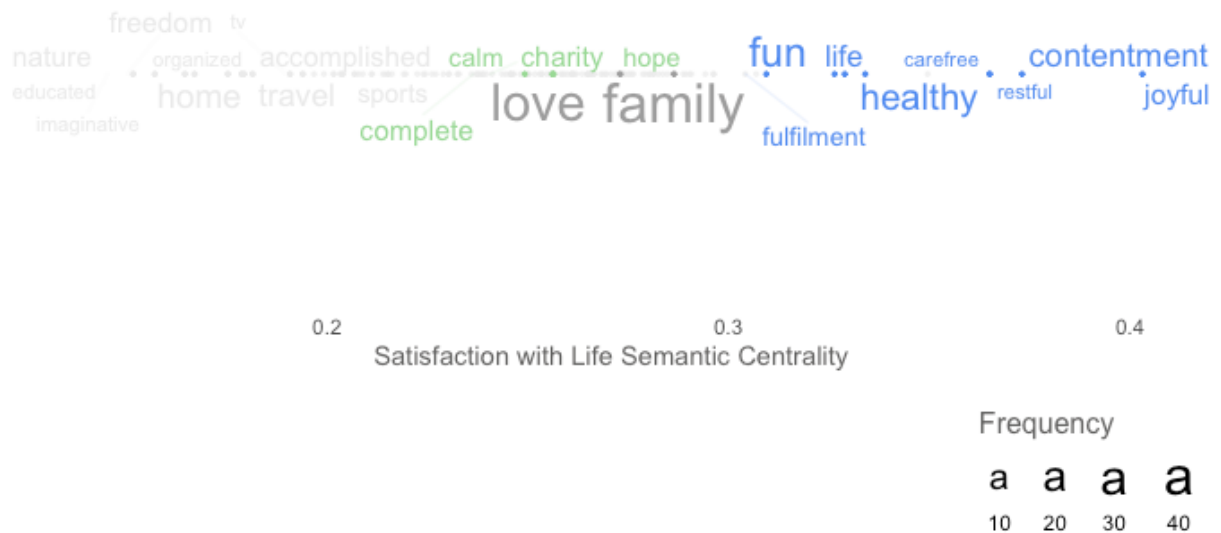 freedom tv
nature organized accomplished calm charity hope fun life carefree contentment
educated home travel sports love family healthy restful joyful
imaginative complete fulfilment
0.2 0.3 0.4
Satisfaction with Life Semantic Centrality
Frequency
a a a a
10 20 30 40